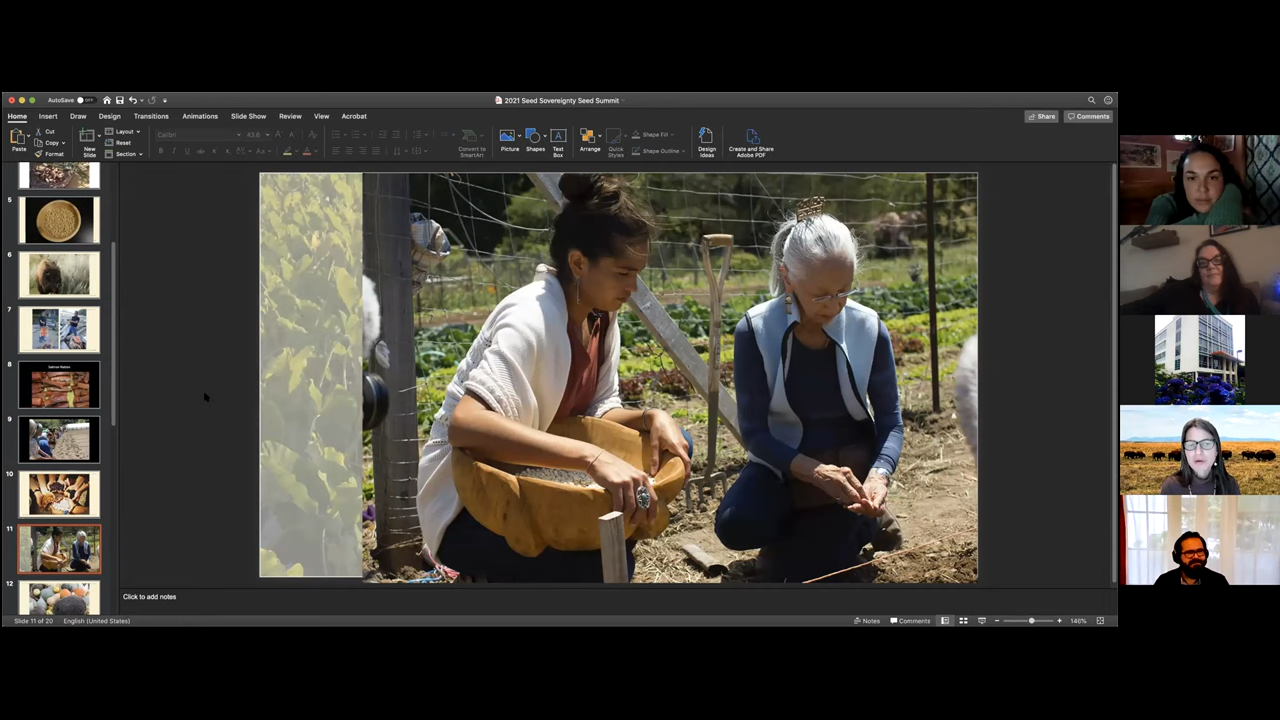 AutoSave OFF
2021 Seed Sovereignty Seed Summit
Home Insert Draw Design Transitions Animations Slide Show Review View Acrobat
Share Comments
Paste
Cut
Copy
Format
New Slide
Layout
Reset
Section
Calibri 43.6
Convert to SmartArt
Picture
Shapes
Text Box
Arrange
Quick Styles
Shape Fill
Shape Outline
Design Ideas
Create and Share Adobe PDF
5
6
7
8
9
10
11
12
Click to add notes
Slide 11 of 20 English (United States)
Notes Comments 146%